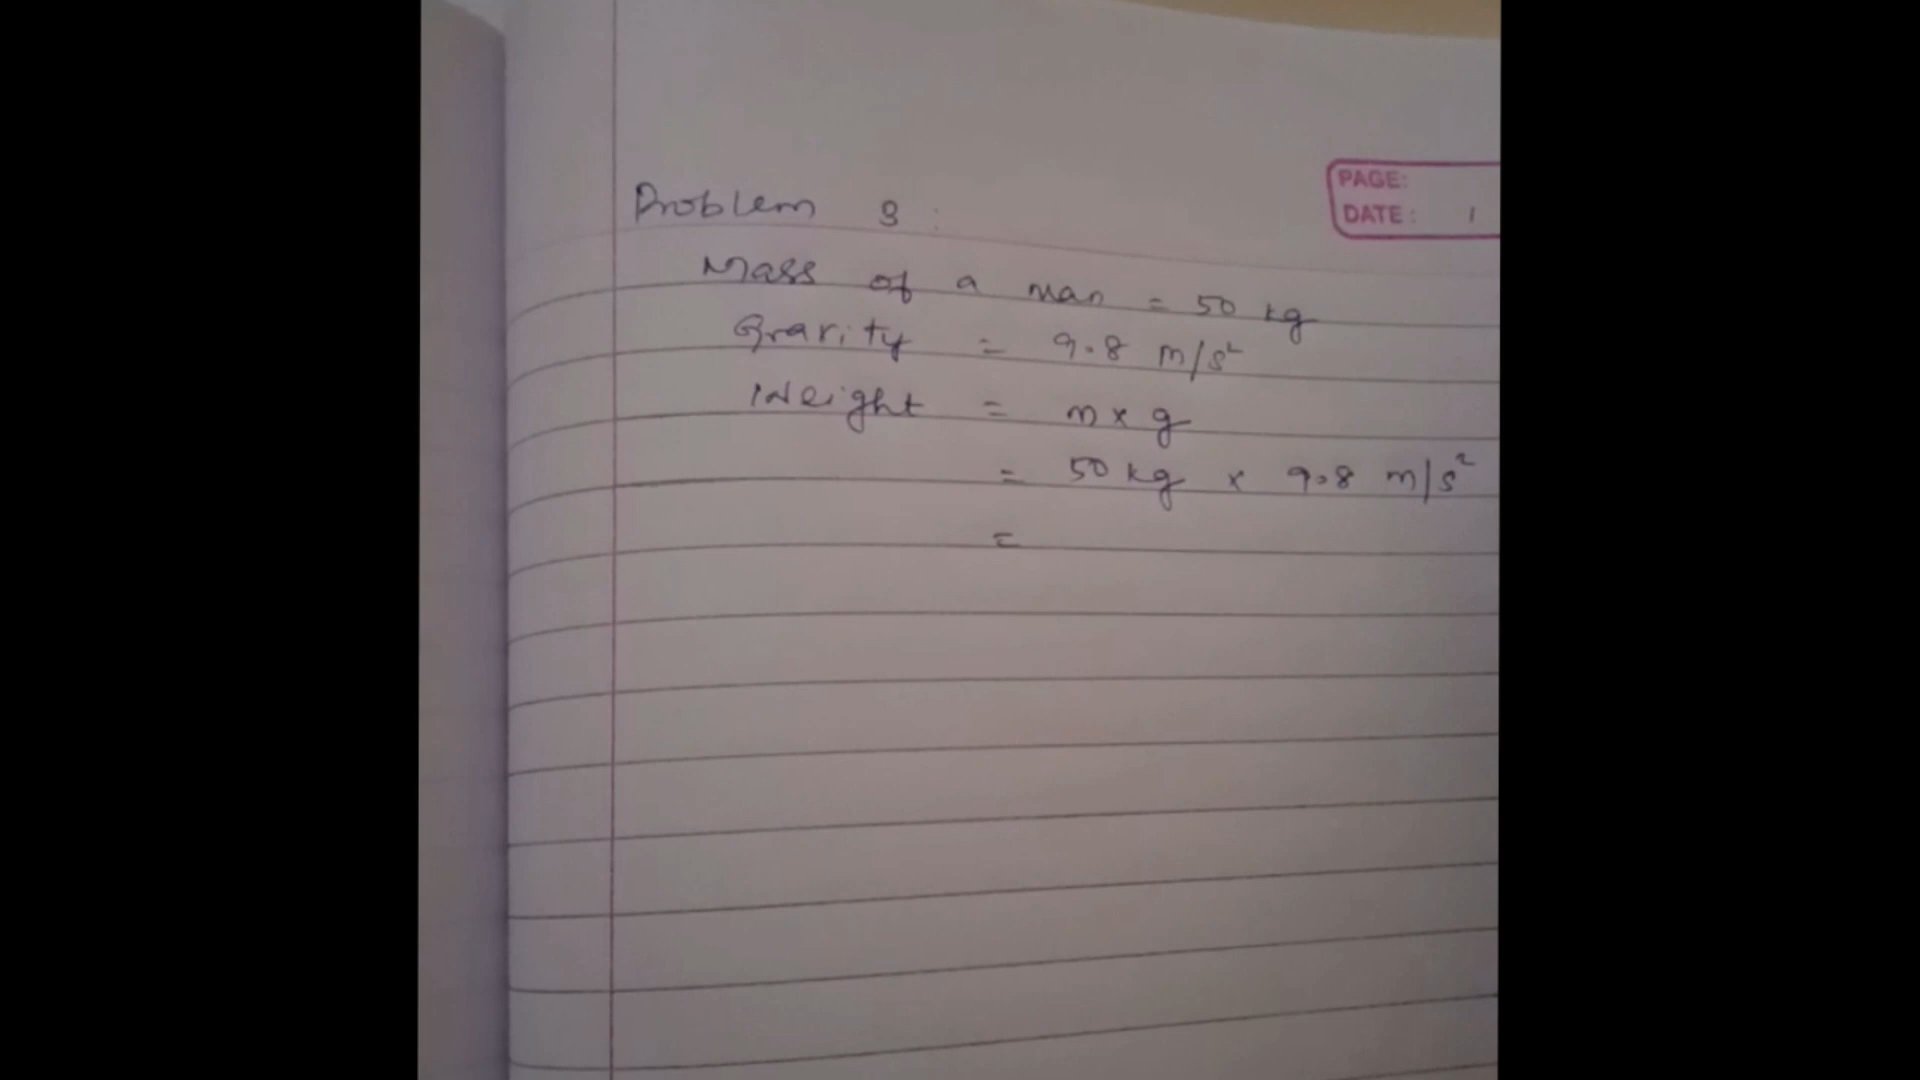 PAGE:
DATE: /
Problem 3:
Mass of a man = 50 kg
Gravity = 9.8 m/s²
Weight = m x g
= 50 kg x 9.8 m/s²
=